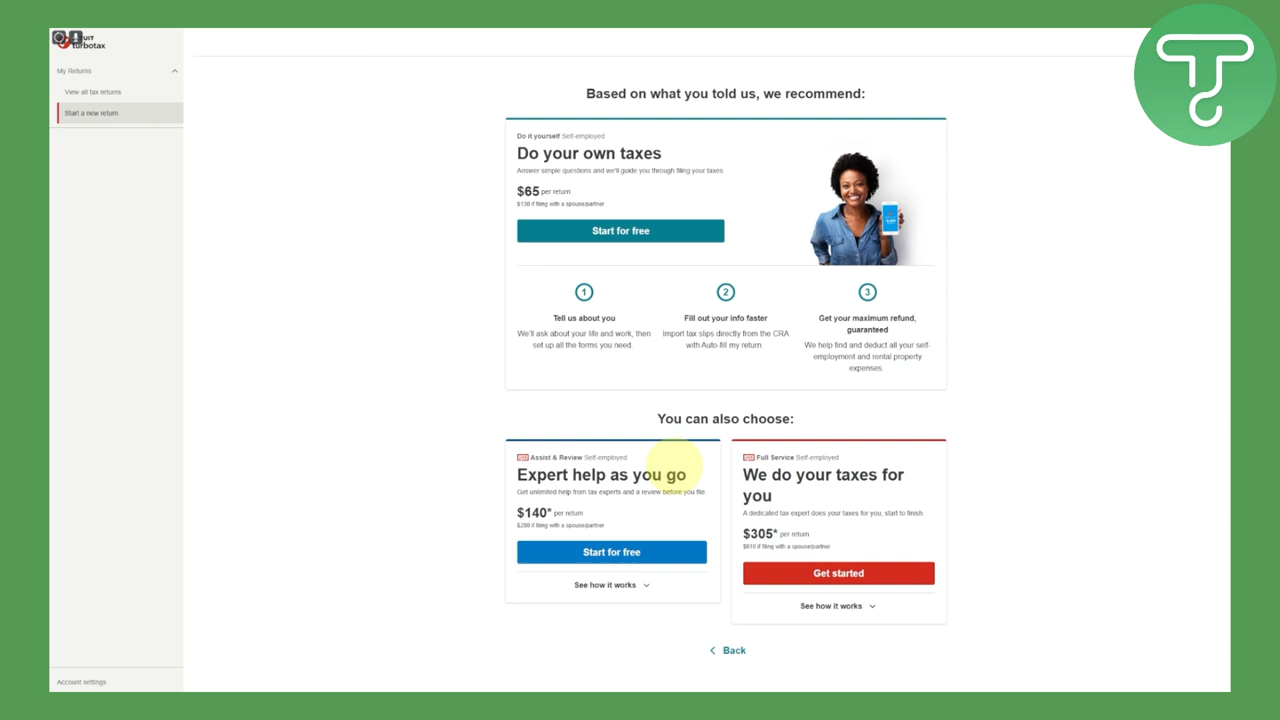 turbotax
My Returns
View all tax returns
Start a new return
Account settings
Based on what you told us, we recommend:
Do it yourself Self-employed
Do your own taxes
Answer simple questions and we'll guide you through filing your taxes.
$65 per return
$130 if filing with a spouse/partner
Start for free
1
Tell us about you
We'll ask about your life and work, then
set up all the forms you need.
2
Fill out your info faster
Import tax slips directly from the CRA
with Auto-fill my return.
3
Get your maximum refund,
guaranteed
We help find and deduct all your self-
employment and rental property
expenses.
You can also choose:
Assist & Review Self-employed
Expert help as you go
Get unlimited help from tax experts and a review before you file.
$140* per return
$280 if filing with a spouse/partner
Start for free
See how it works
Full Service Self-employed
We do your taxes for
you
A dedicated tax expert does your taxes for you, start to finish.
$305* per return
$610 if filing with a spouse/partner
Get started
See how it works
Back